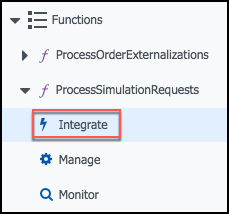 Functions
ProcessOrderExternalizations
ProcessSimulationRequests
Integrate
Manage
Monitor